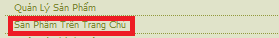 Quản Lý Sản Phẩm
Sản Phẩm Trên Trang Chủ